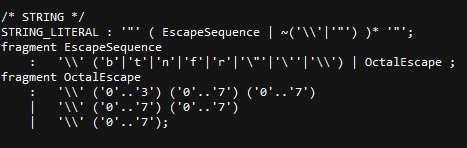 /* STRING */
STRING_LITERAL : '"' ( EscapeSequence | ~('\\'|'"') )* '"';
fragment EscapeSequence
: '\\' ('b'|'t'|'n'|'f'|'r'|'\"'|'\''|'\\') | OctalEscape ;
fragment OctalEscape
: '\\' ('0'..'3') ('0'..'7') ('0'..'7')
| '\\' ('0'..'7') ('0'..'7')
| '\\' ('0'..'7');